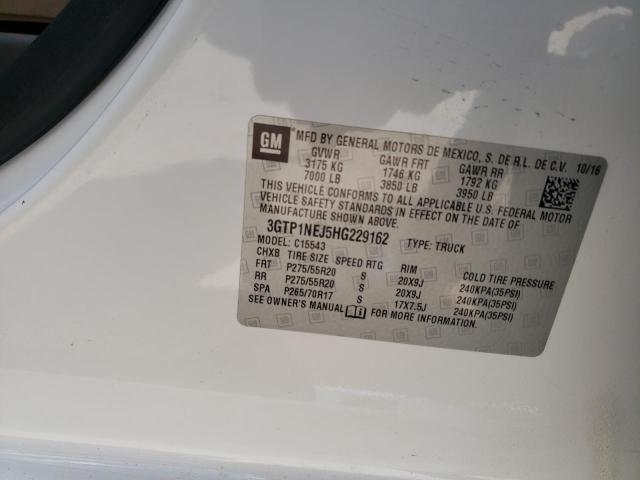 GM MFD BY GENERAL MOTORS DE MEXICO, S. DE R.L. DE C.V. 10/16
GVWR GAWR FRT GAWR RR
3175 KG 1746 KG 1792 KG
7000 LB 3850 LB 3950 LB
THIS VEHICLE CONFORMS TO ALL APPLICABLE U.S. FEDERAL MOTOR
VEHICLE SAFETY STANDARDS IN EFFECT ON THE DATE OF
MANUFACTURE SHOWN ABOVE.
3GTP1NEJ5HG229162 TYPE: TRUCK
MODEL: C15543
CHXB TIRE SIZE SPEED RTG RIM COLD TIRE PRESSURE
FRT P275/55R20 S 20X9J 240KPA(35PSI)
RR P275/55R20 S 20X9J 240KPA(35PSI)
SPA P265/70R17 S 17X7.5J 240KPA(35PSI)
SEE OWNER'S MANUAL FOR MORE INFORMATION.